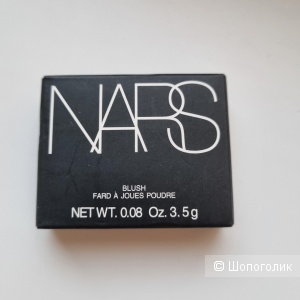 NARS
BLUSH
FARD À JOUES POUDRE
NET WT. 0.08 Oz. 3.5g
© Шопоголик